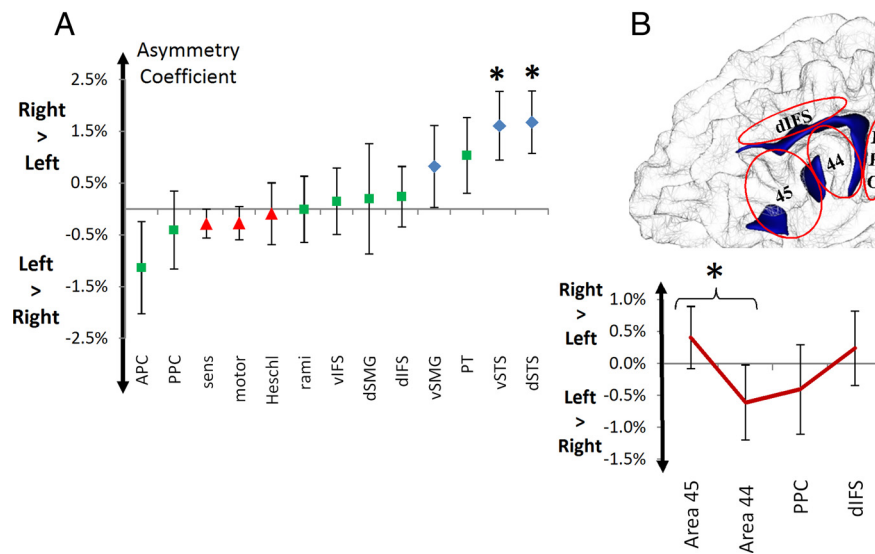 A
Asymmetry
Coefficient
2.5%
1.5%
0.5%
-0.5%
-1.5%
-2.5%
Right
>
Left
Left
>
Right
* *
APC
PPC
sens
motor
Heschl
rami
vIFS
dSMG
dIFS
vSMG
PT
vSTS
dSTS
B
dIFS
44
45
*
Right
>
Left
Left
>
Right
1.0%
0.5%
0.0%
-0.5%
-1.0%
-1.5%
Area 45
Area 44
PPC
dIFS